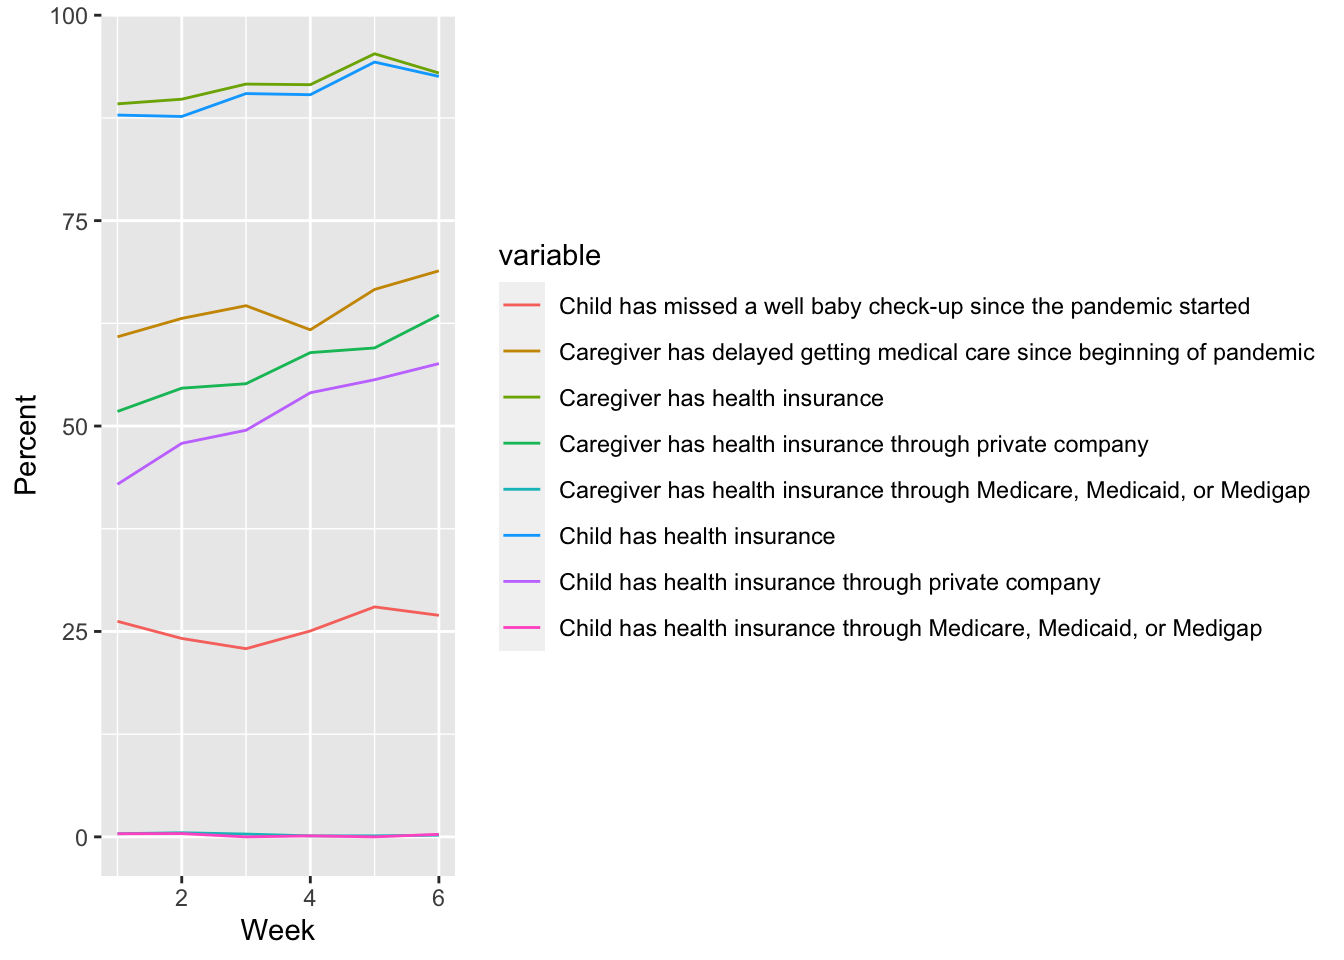 100
75
50
25
0
Percent
2
4
6
Week
variable
Child has missed a well baby check-up since the pandemic started
Caregiver has delayed getting medical care since beginning of pandemic
Caregiver has health insurance
Caregiver has health insurance through private company
Caregiver has health insurance through Medicare, Medicaid, or Medigap
Child has health insurance
Child has health insurance through private company
Child has health insurance through Medicare, Medicaid, or Medigap